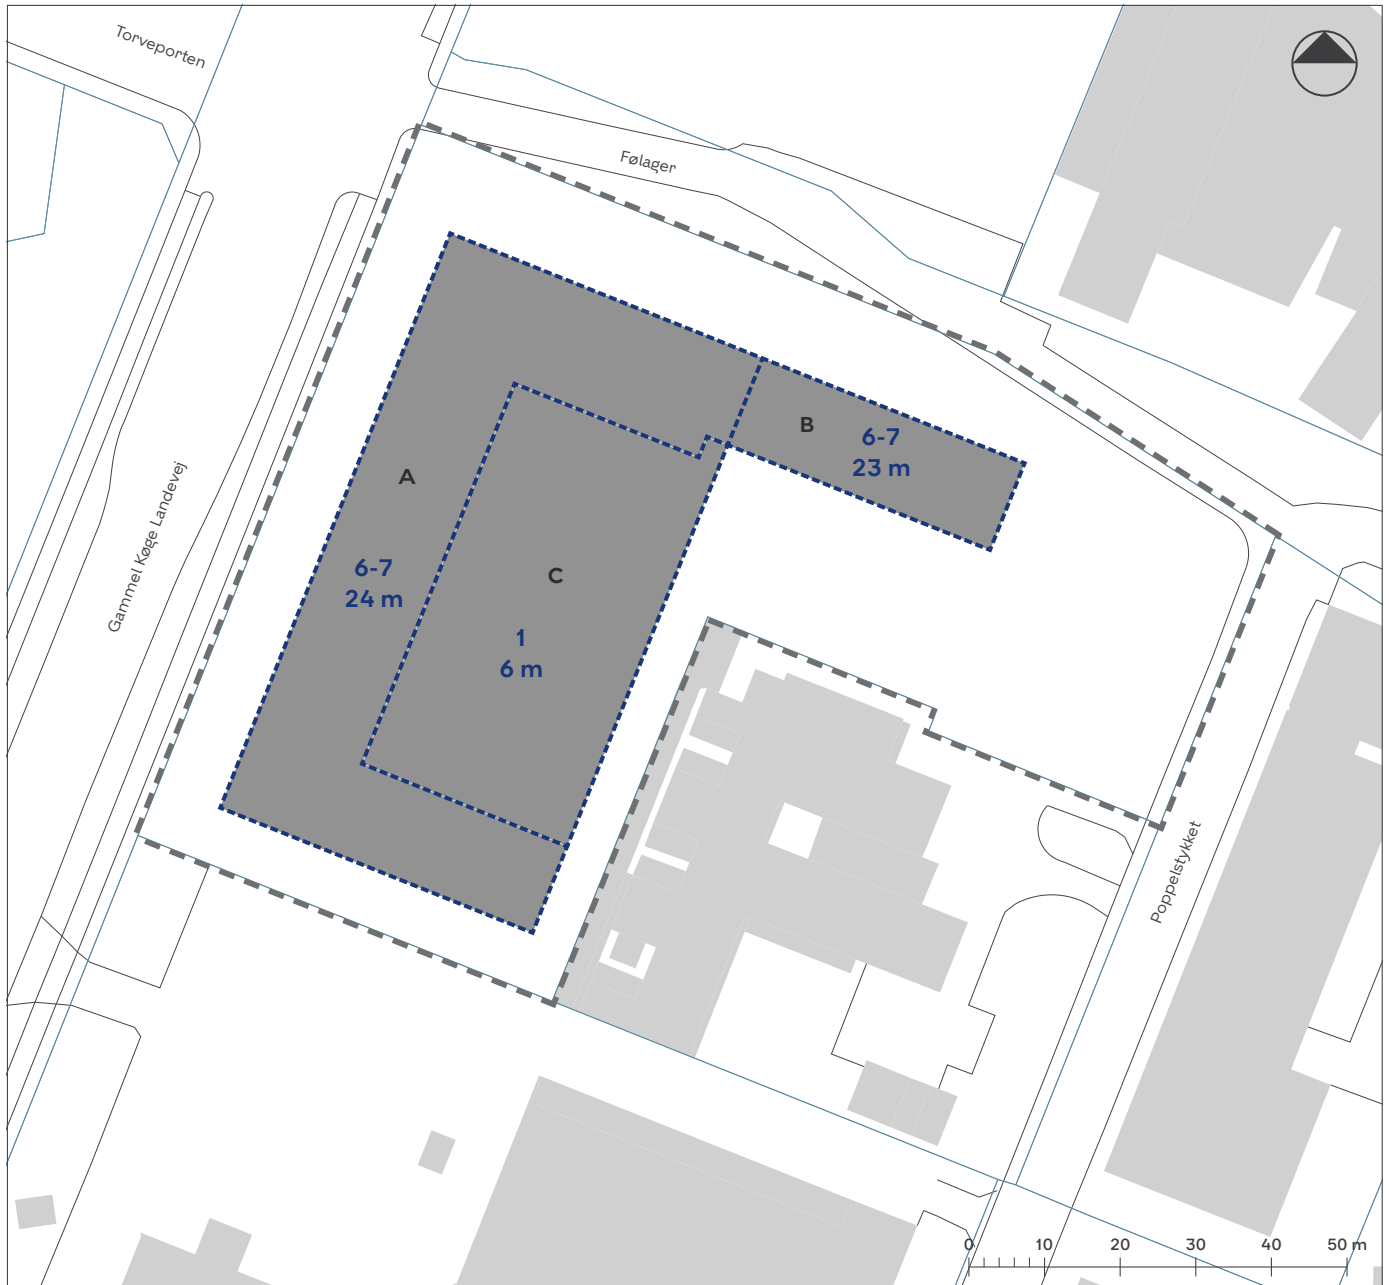 Torveporten
Følager
B
6-7
23 m
A
Gammel Køge Landevej
6-7
24 m
C
1
6 m
Poppelstykket
0 10 20 30 40 50 m